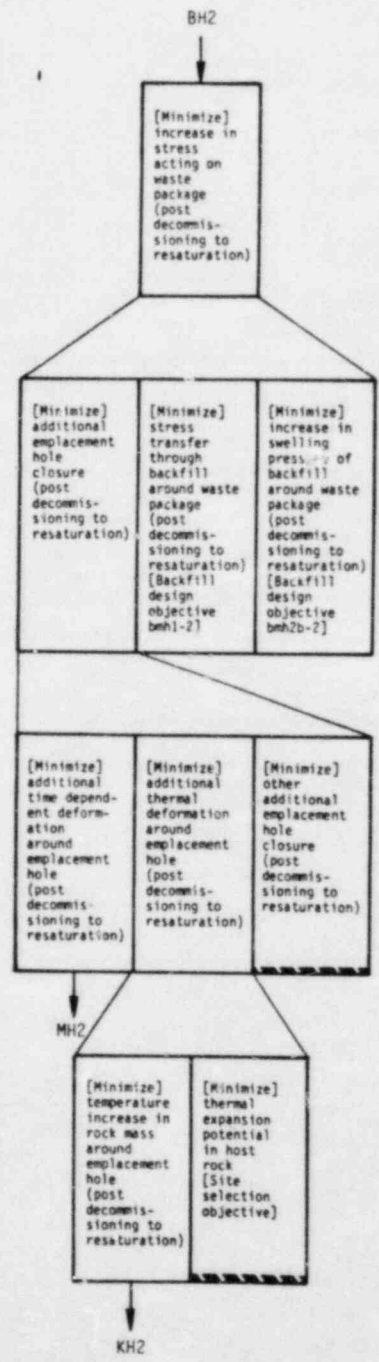 BH2
[Minimize]
increase in
stress
acting on
waste
package
(post
decommis-
sioning to
resaturation)
[Minimize]
additional
emplacement
hole
closure
(post
decommis-
sioning to
resaturation)
[Minimize]
stress
transfer
through
backfill
around waste
package
(post
decommis-
sioning to
resaturation)
[Backfill
design
objective
bmh1-2]
[Minimize]
increase in
swelling
of
backfill
around waste
package
(post
decommis-
sioning to
resaturation)
[Backfill
design
objective
bmh2b-2]
[Minimize]
additional
time depend-
ent deform-
ation
around
emplacement
hole
(post
decommis-
sioning to
resaturation)
[Minimize]
additional
thermal
deformation
around
emplacement
hole
(post
decommis-
sioning to
resaturation)
[Minimize]
other
additional
emplacement
hole
closure
(post
decommis-
sioning to
resaturation)
MH2
[Minimize]
temperature
increase in
rock mass
around
emplacement
hole
(post
decommis-
sioning to
resaturation)
[Minimize]
thermal
expansion
potential
in host
rock
[Site
selection
objective]
KH2